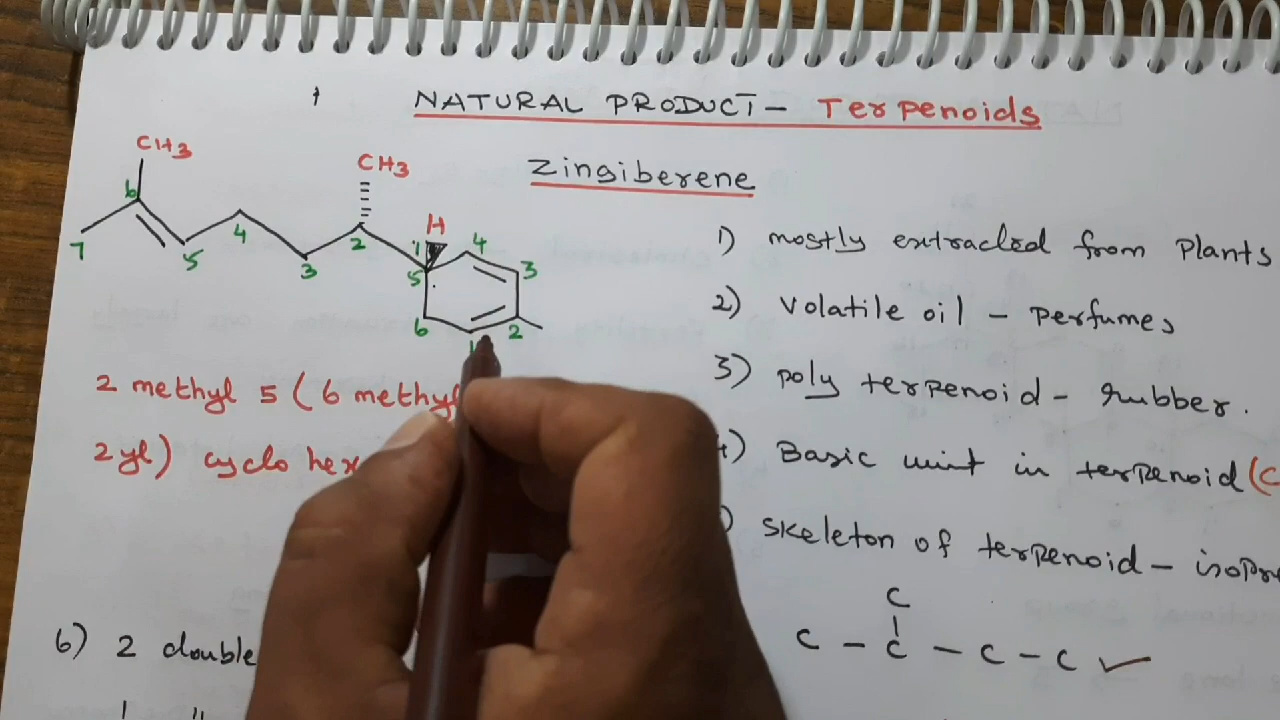 NATURAL PRODUCT - Terpenoids
Zingiberene
CH3
CH3
H
7 6 5 4 3 2 1
5 4 3 2 1 6
1) mostly extracted from Plants
2) Volatile oil - Perfumes
3) poly terpenoid - rubber.
2 methyl 5 ( 6 methyl
2 yl) cyclo hex
Basic unit in terpenoid (C
skeleton of terpenoid - isopr
C
C - C - C - C
6) 2 double